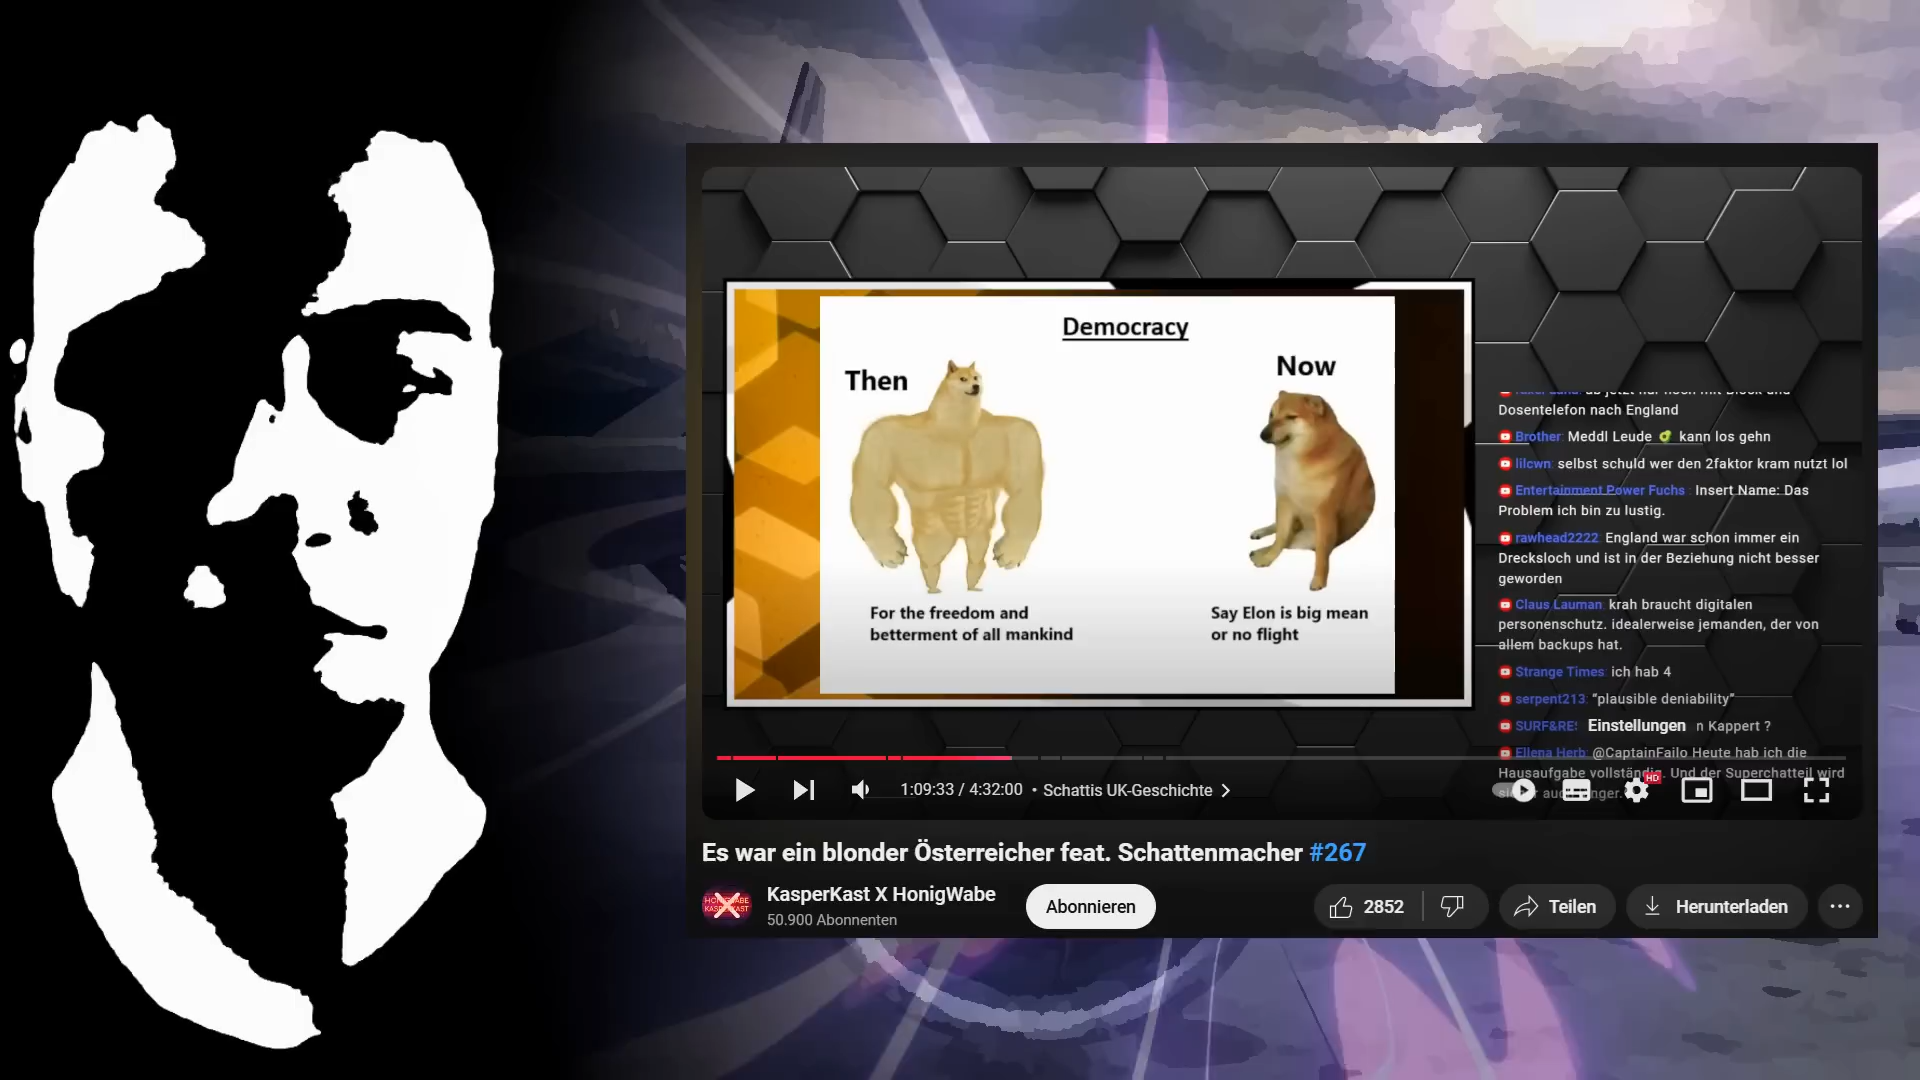 Democracy
Then
Now
For the freedom and
betterment of all mankind
Say Elon is big mean
or no flight
Dosentelefon nach England
Brother: Meddl Leude 🥑 kann los gehn
lilcwn: selbst schuld wer den 2faktor kram nutzt lol
Entertainment Power Fuchs: Insert Name: Das
Problem ich bin zu lustig.
rawhead2222: England war schon immer ein
Drecksloch und ist in der Beziehung nicht besser
geworden
Claus Lauman: krah braucht digitalen
personenschutz. idealerweise jemanden, der von
allem backups hat.
Strange Times: ich hab 4
serpent213: "plausible deniability"
SURF&RE! Einstellungen n Kappert ?
Ellena Herb: @CaptainFailo Heute hab ich die
Hausaufgabe vollständig. Und der Superchatteil wird
HD
1:09:33 / 4:32:00 • Schattis UK-Geschichte
Es war ein blonder Österreicher feat. Schattenmacher #267
HONIGWABE
KASPERKAST
KasperKast X HonigWabe
50.900 Abonnenten
Abonnieren
2852
Teilen
Herunterladen